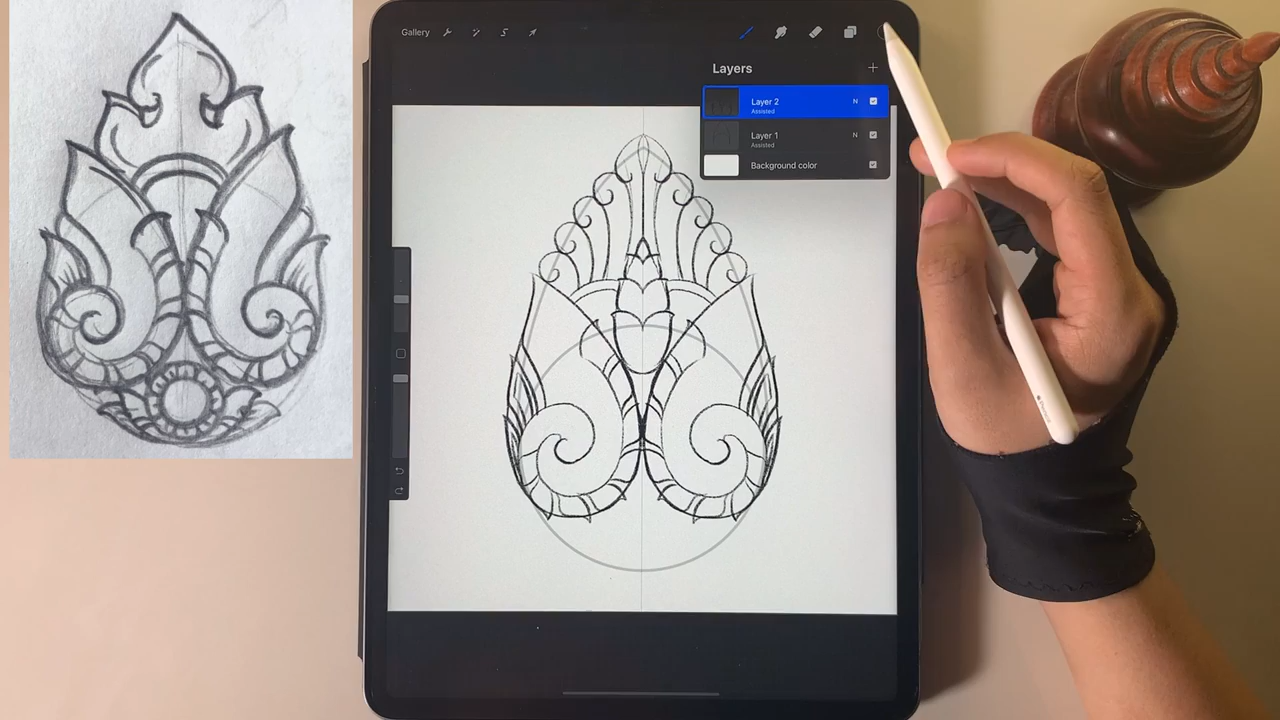 Gallery
Layers
Layer 2
N
Assisted
Layer 1
N
Assisted
Background color